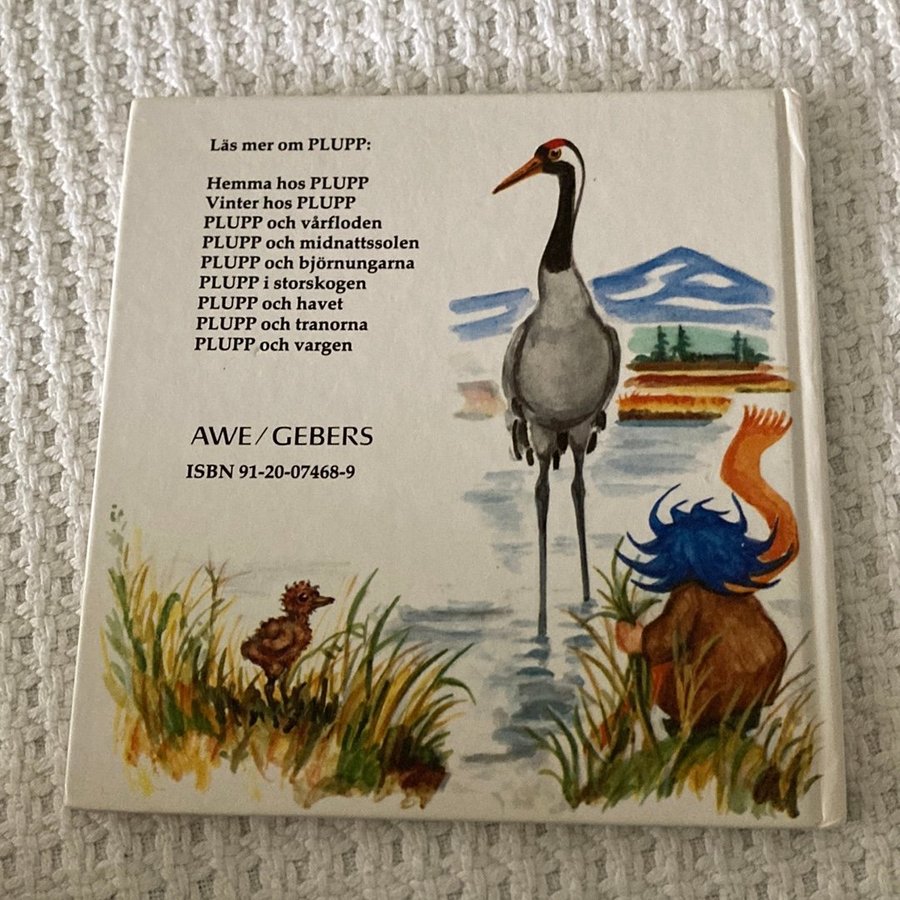 Läs mer om PLUPP:
Hemma hos PLUPP
Vinter hos PLUPP
PLUPP och vårfloden
PLUPP och midnattssolen
PLUPP och björnungarna
PLUPP i storskogen
PLUPP och havet
PLUPP och tranorna
PLUPP och vargen
AWE/GEBERS
ISBN 91-20-07468-9